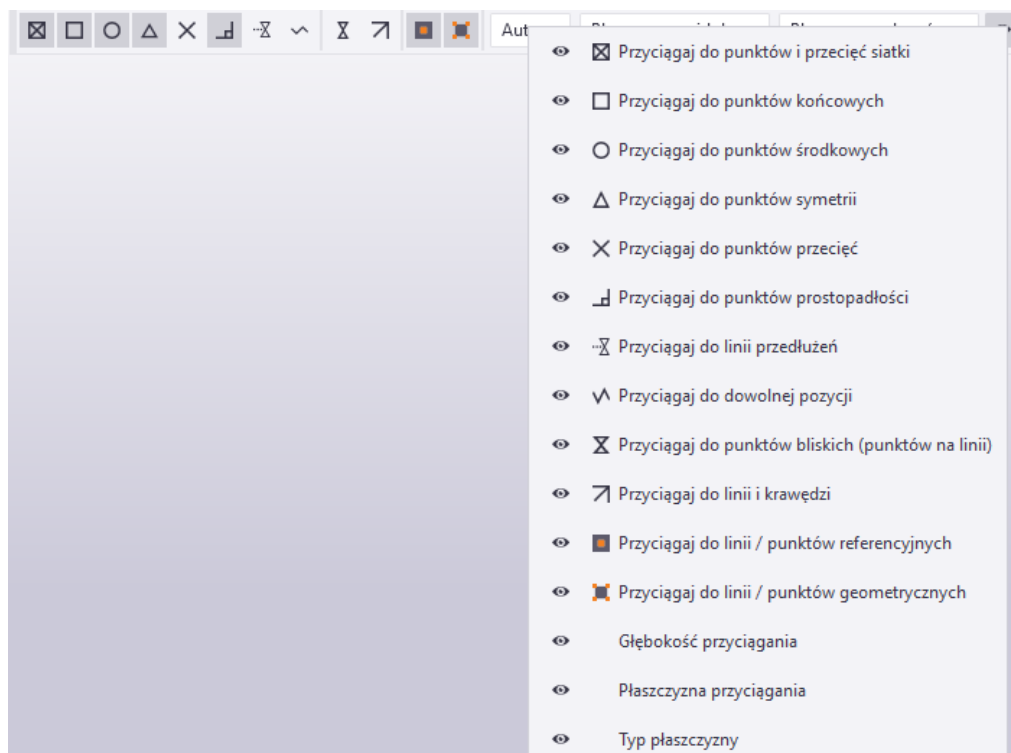 Aut
Przyciągaj do punktów i przecięć siatki
Przyciągaj do punktów końcowych
Przyciągaj do punktów środkowych
Przyciągaj do punktów symetrii
Przyciągaj do punktów przecięć
Przyciągaj do punktów prostopadłości
Przyciągaj do linii przedłużeń
Przyciągaj do dowolnej pozycji
Przyciągaj do punktów bliskich (punktów na linii)
Przyciągaj do linii i krawędzi
Przyciągaj do linii / punktów referencyjnych
Przyciągaj do linii / punktów geometrycznych
Głębokość przyciągania
Płaszczyzna przyciągania
Typ płaszczyzny